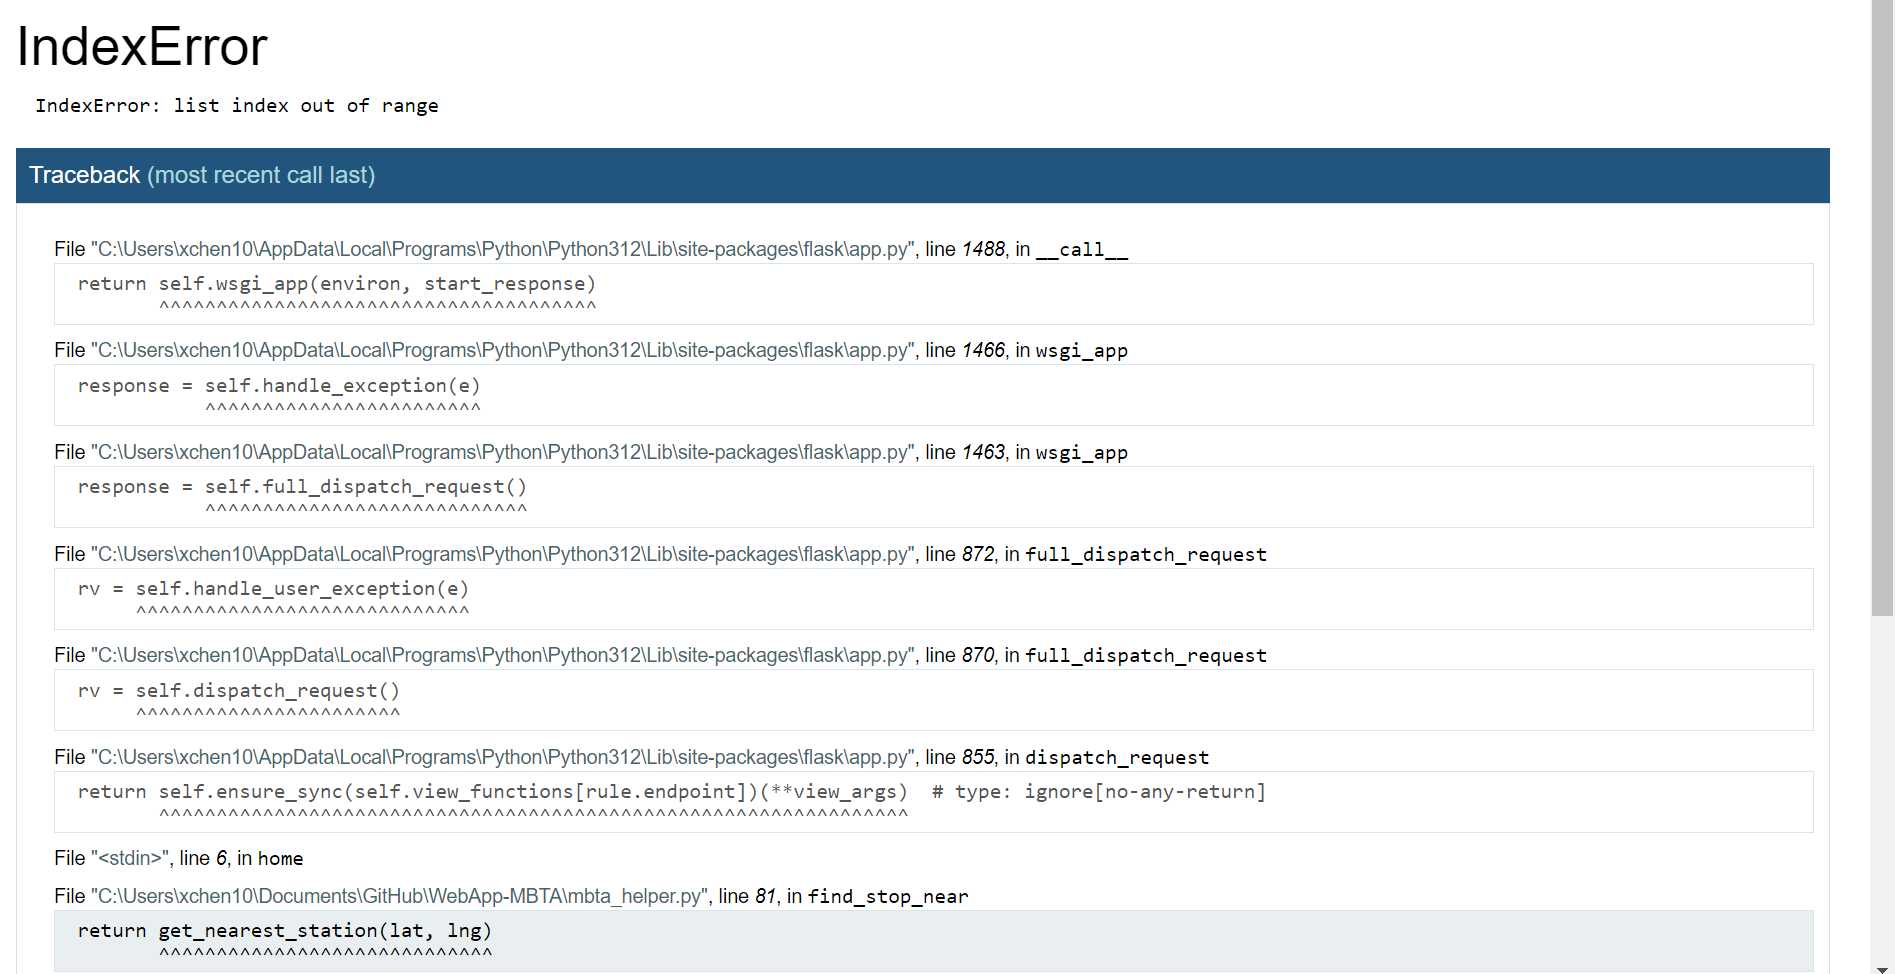 IndexError
IndexError: list index out of range
Traceback (most recent call last)
File "C:\Users\xchen10\AppData\Local\Programs\Python\Python312\Lib\site-packages\flask\app.py", line 1488, in __call__
return self.wsgi_app(environ, start_response)
^^^^^^^^^^^^^^^^^^^^^^^^^^^^^^^^^^^^^^
File "C:\Users\xchen10\AppData\Local\Programs\Python\Python312\Lib\site-packages\flask\app.py", line 1466, in wsgi_app
response = self.handle_exception(e)
^^^^^^^^^^^^^^^^^^^^^^^^
File "C:\Users\xchen10\AppData\Local\Programs\Python\Python312\Lib\site-packages\flask\app.py", line 1463, in wsgi_app
response = self.full_dispatch_request()
^^^^^^^^^^^^^^^^^^^^^^^^^^^^
File "C:\Users\xchen10\AppData\Local\Programs\Python\Python312\Lib\site-packages\flask\app.py", line 872, in full_dispatch_request
rv = self.handle_user_exception(e)
^^^^^^^^^^^^^^^^^^^^^^^^^^^^^
File "C:\Users\xchen10\AppData\Local\Programs\Python\Python312\Lib\site-packages\flask\app.py", line 870, in full_dispatch_request
rv = self.dispatch_request()
^^^^^^^^^^^^^^^^^^^^^^^
File "C:\Users\xchen10\AppData\Local\Programs\Python\Python312\Lib\site-packages\flask\app.py", line 855, in dispatch_request
return self.ensure_sync(self.view_functions[rule.endpoint])(**view_args)  # type: ignore[no-any-return]
^^^^^^^^^^^^^^^^^^^^^^^^^^^^^^^^^^^^^^^^^^^^^^^^^^^^^^^^^^^^^^^^^
File "<stdin>", line 6, in home
File "C:\Users\xchen10\Documents\GitHub\WebApp-MBTA\mbta_helper.py", line 81, in find_stop_near
return get_nearest_station(lat, lng)
^^^^^^^^^^^^^^^^^^^^^^^^^^^^^